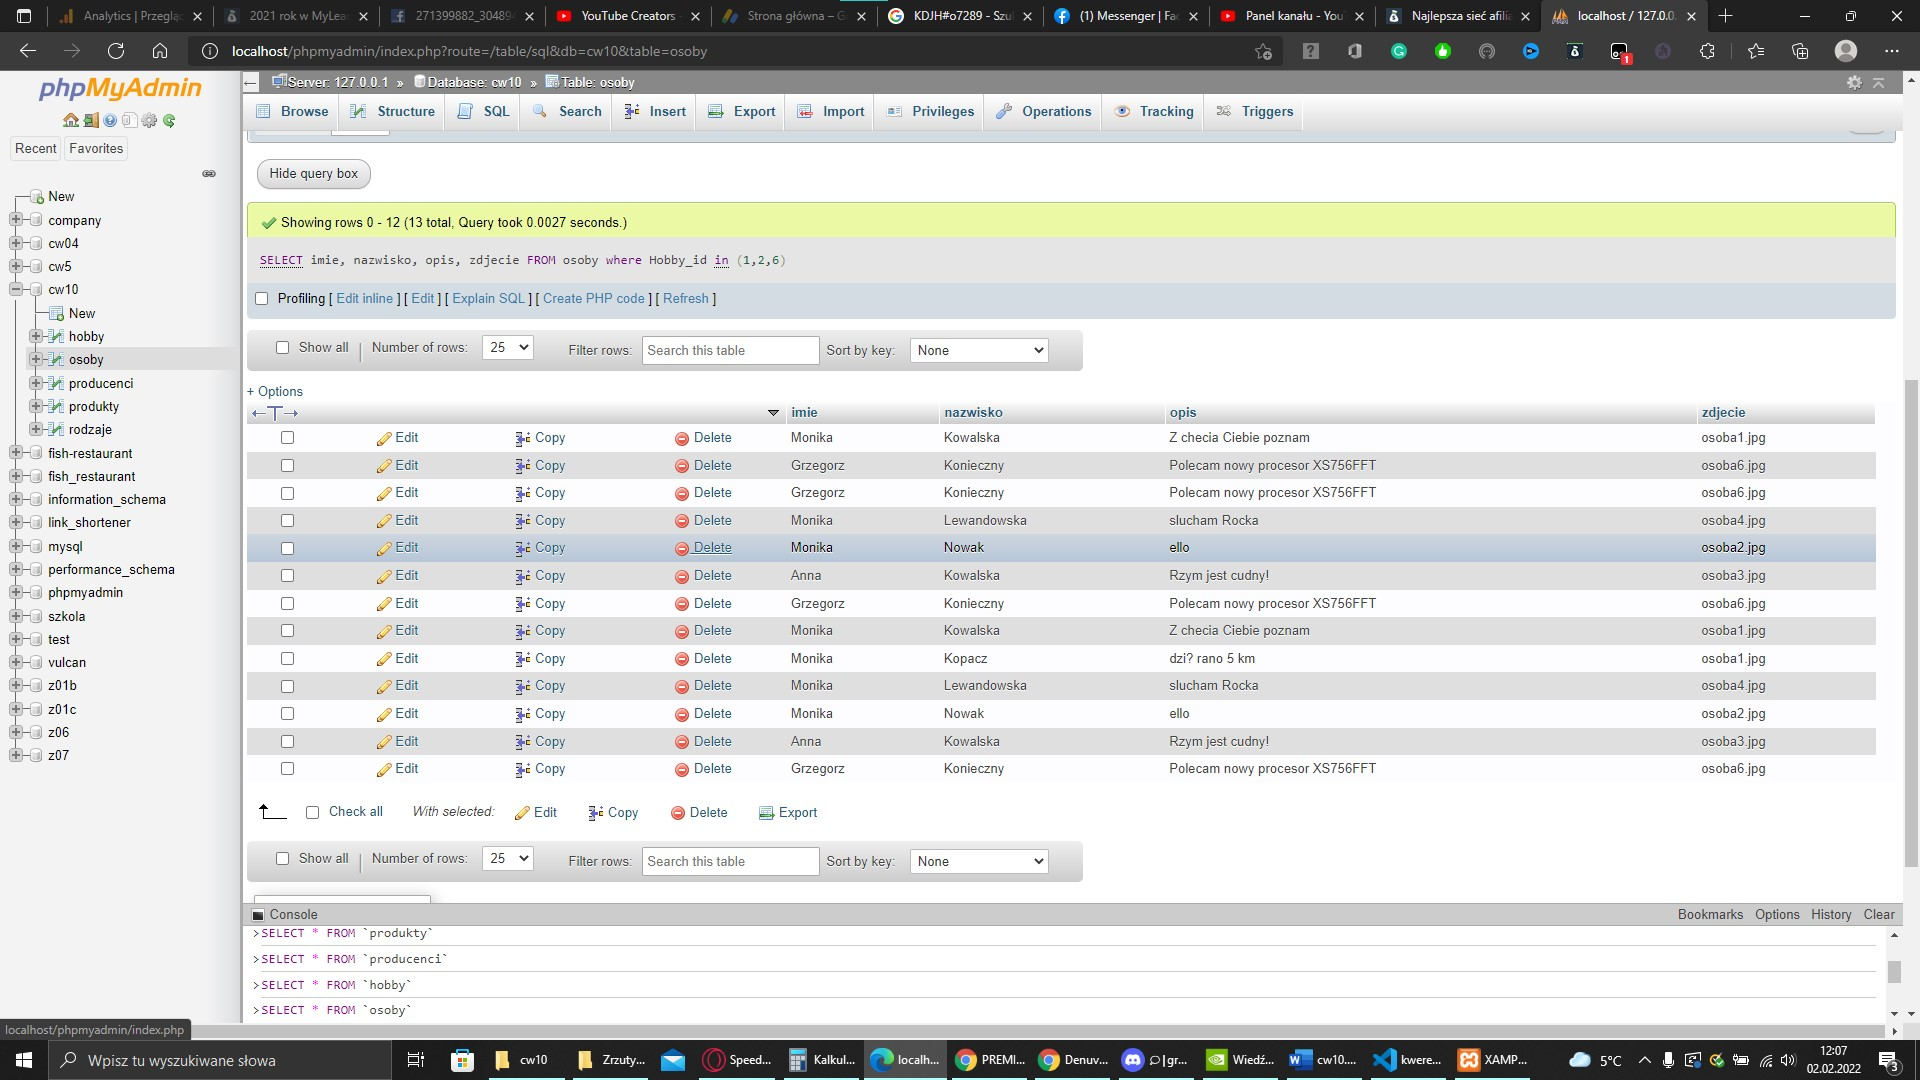 Analytics | Przegląd
2021 rok w MyLead
271399882_30489
YouTube Creators -
Strona główna – G
KDJH#o7289 - Szu
(1) Messenger | Fac
Panel kanału - You
Najlepsza sieć afilia
localhost / 127.0.0.
localhost/phpmyadmin/index.php?route=/table/sql&db=cw10&table=osoby
1
phpMyAdmin
Recent
Favorites
New
company
cw04
cw5
cw10
New
hobby
osoby
producenci
produkty
rodzaje
fish-restaurant
fish_restaurant
information_schema
link_shortener
mysql
performance_schema
phpmyadmin
szkola
test
vulcan
z01b
z01c
z06
z07
Server: 127.0.0.1 » Database: cw10 » Table: osoby
Browse Structure SQL Search Insert Export Import Privileges Operations Tracking Triggers
Hide query box
Showing rows 0 - 12 (13 total, Query took 0.0027 seconds.)
SELECT imie, nazwisko, opis, zdjecie FROM osoby where Hobby_id in (1,2,6)
Profiling [ Edit inline ] [ Edit ] [ Explain SQL ] [ Create PHP code ] [ Refresh ]
Show all Number of rows: 25 Filter rows: Search this table Sort by key: None
+ Options
←T→ imie nazwisko opis zdjecie
Edit Copy Delete Monika Kowalska Z checia Ciebie poznam osoba1.jpg
Edit Copy Delete Grzegorz Konieczny Polecam nowy procesor XS756FFT osoba6.jpg
Edit Copy Delete Grzegorz Konieczny Polecam nowy procesor XS756FFT osoba6.jpg
Edit Copy Delete Monika Lewandowska slucham Rocka osoba4.jpg
Edit Copy Delete Monika Nowak ello osoba2.jpg
Edit Copy Delete Anna Kowalska Rzym jest cudny! osoba3.jpg
Edit Copy Delete Grzegorz Konieczny Polecam nowy procesor XS756FFT osoba6.jpg
Edit Copy Delete Monika Kowalska Z checia Ciebie poznam osoba1.jpg
Edit Copy Delete Monika Kopacz dzi? rano 5 km osoba1.jpg
Edit Copy Delete Monika Lewandowska slucham Rocka osoba4.jpg
Edit Copy Delete Monika Nowak ello osoba2.jpg
Edit Copy Delete Anna Kowalska Rzym jest cudny! osoba3.jpg
Edit Copy Delete Grzegorz Konieczny Polecam nowy procesor XS756FFT osoba6.jpg
Check all With selected: Edit Copy Delete Export
Show all Number of rows: 25 Filter rows: Search this table Sort by key: None
Console Bookmarks Options History Clear
>SELECT * FROM `produkty`
>SELECT * FROM `producenci`
>SELECT * FROM `hobby`
>SELECT * FROM `osoby`
localhost/phpmyadmin/index.php
Wpisz tu wyszukiwane słowa
cw10
Zrzuty...
Speed...
Kalkul...
localh...
PREMI...
Denuv...
gr...
Wiedź...
cw10....
kwere...
XAMP...
5°C
12:07
02.02.2022
3